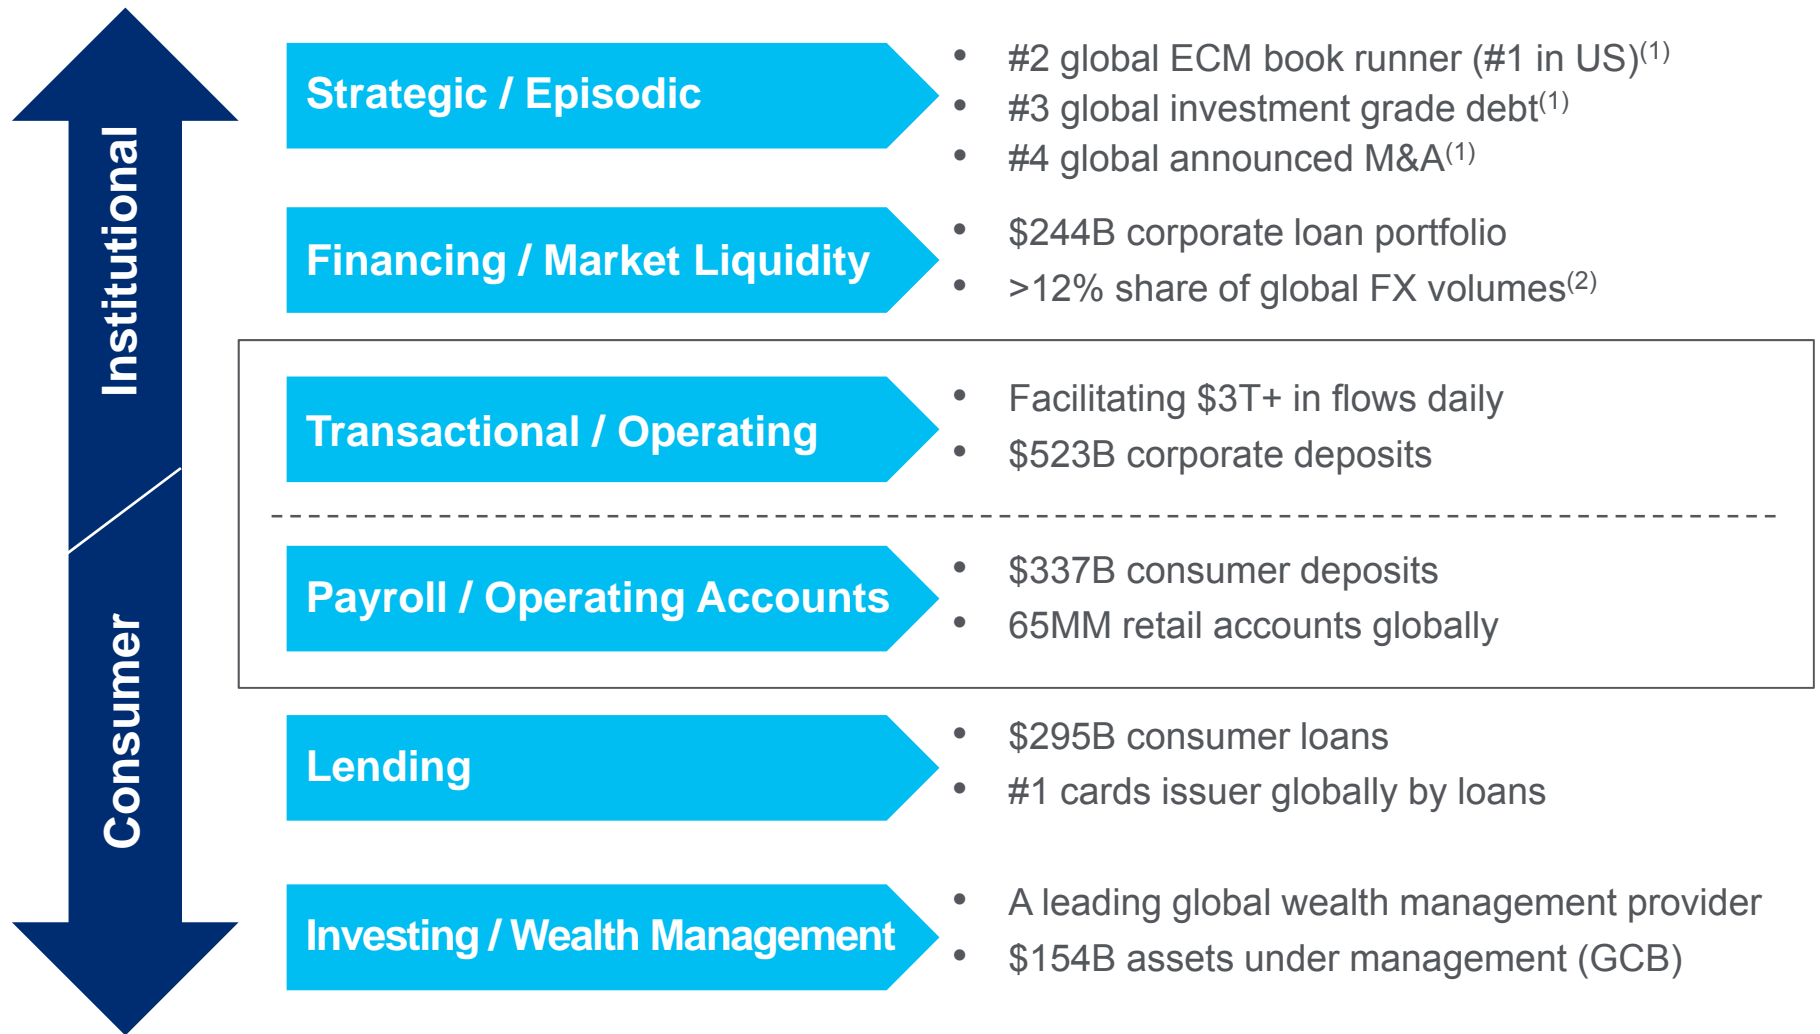 Institutional
Consumer
Strategic / Episodic
• #2 global ECM book runner (#1 in US)(1)
• #3 global investment grade debt(1)
• #4 global announced M&A(1)
Financing / Market Liquidity
• $244B corporate loan portfolio
• >12% share of global FX volumes(2)
Transactional / Operating
• Facilitating $3T+ in flows daily
• $523B corporate deposits
Payroll / Operating Accounts
• $337B consumer deposits
• 65MM retail accounts globally
Lending
• $295B consumer loans
• #1 cards issuer globally by loans
Investing / Wealth Management
• A leading global wealth management provider
• $154B assets under management (GCB)